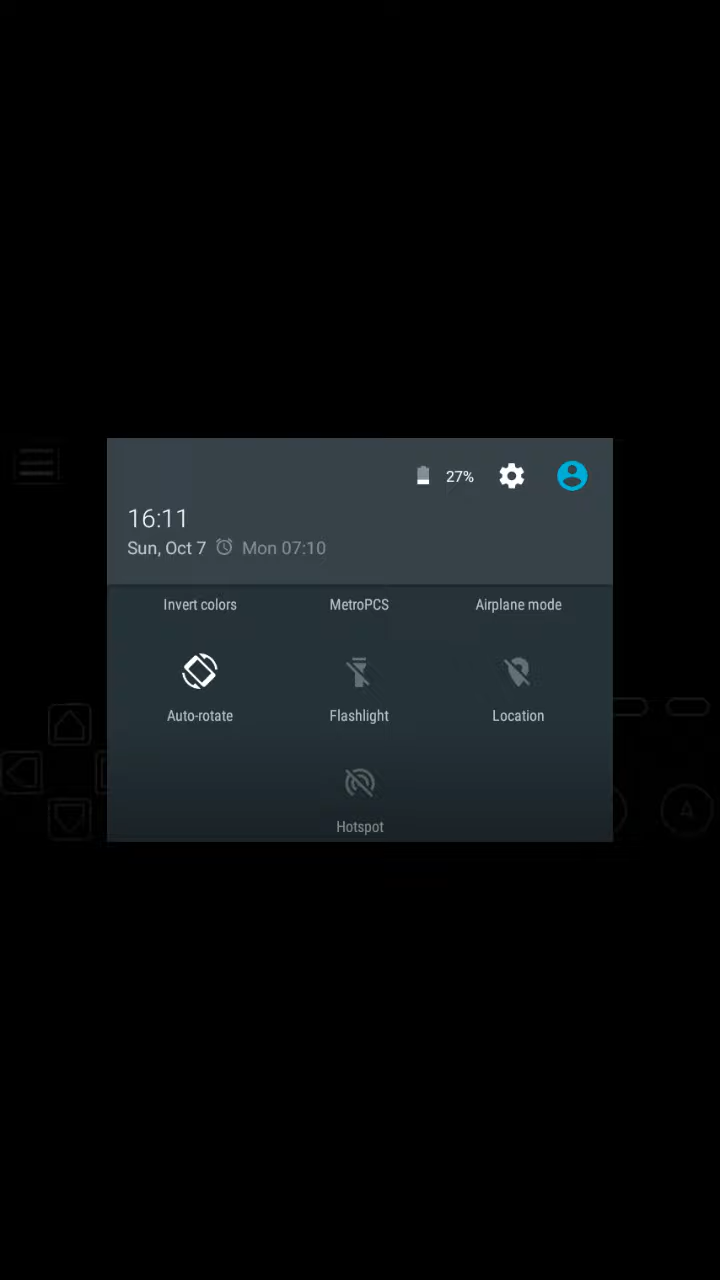 27%
16:11
Sun, Oct 7 Mon 07:10
Invert colors MetroPCS Airplane mode
Auto-rotate Flashlight Location
Hotspot
A